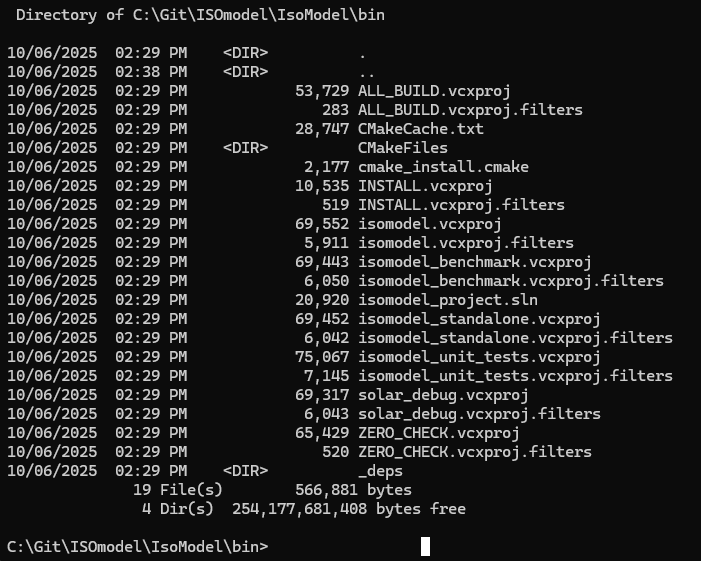 Directory of C:\Git\ISOmodel\IsoModel\bin
10/06/2025  02:29 PM    <DIR>          .
10/06/2025  02:38 PM    <DIR>          ..
10/06/2025  02:29 PM            53,729 ALL_BUILD.vcxproj
10/06/2025  02:29 PM               283 ALL_BUILD.vcxproj.filters
10/06/2025  02:29 PM            28,747 CMakeCache.txt
10/06/2025  02:29 PM    <DIR>          CMakeFiles
10/06/2025  02:29 PM             2,177 cmake_install.cmake
10/06/2025  02:29 PM            10,535 INSTALL.vcxproj
10/06/2025  02:29 PM               519 INSTALL.vcxproj.filters
10/06/2025  02:29 PM            69,552 isomodel.vcxproj
10/06/2025  02:29 PM             5,911 isomodel.vcxproj.filters
10/06/2025  02:29 PM            69,443 isomodel_benchmark.vcxproj
10/06/2025  02:29 PM             6,050 isomodel_benchmark.vcxproj.filters
10/06/2025  02:29 PM            20,920 isomodel_project.sln
10/06/2025  02:29 PM            69,452 isomodel_standalone.vcxproj
10/06/2025  02:29 PM             6,042 isomodel_standalone.vcxproj.filters
10/06/2025  02:29 PM            75,067 isomodel_unit_tests.vcxproj
10/06/2025  02:29 PM             7,145 isomodel_unit_tests.vcxproj.filters
10/06/2025  02:29 PM            69,317 solar_debug.vcxproj
10/06/2025  02:29 PM             6,043 solar_debug.vcxproj.filters
10/06/2025  02:29 PM            65,429 ZERO_CHECK.vcxproj
10/06/2025  02:29 PM               520 ZERO_CHECK.vcxproj.filters
10/06/2025  02:29 PM    <DIR>          _deps
19 File(s)        566,881 bytes
4 Dir(s)  254,177,681,408 bytes free
C:\Git\ISOmodel\IsoModel\bin>